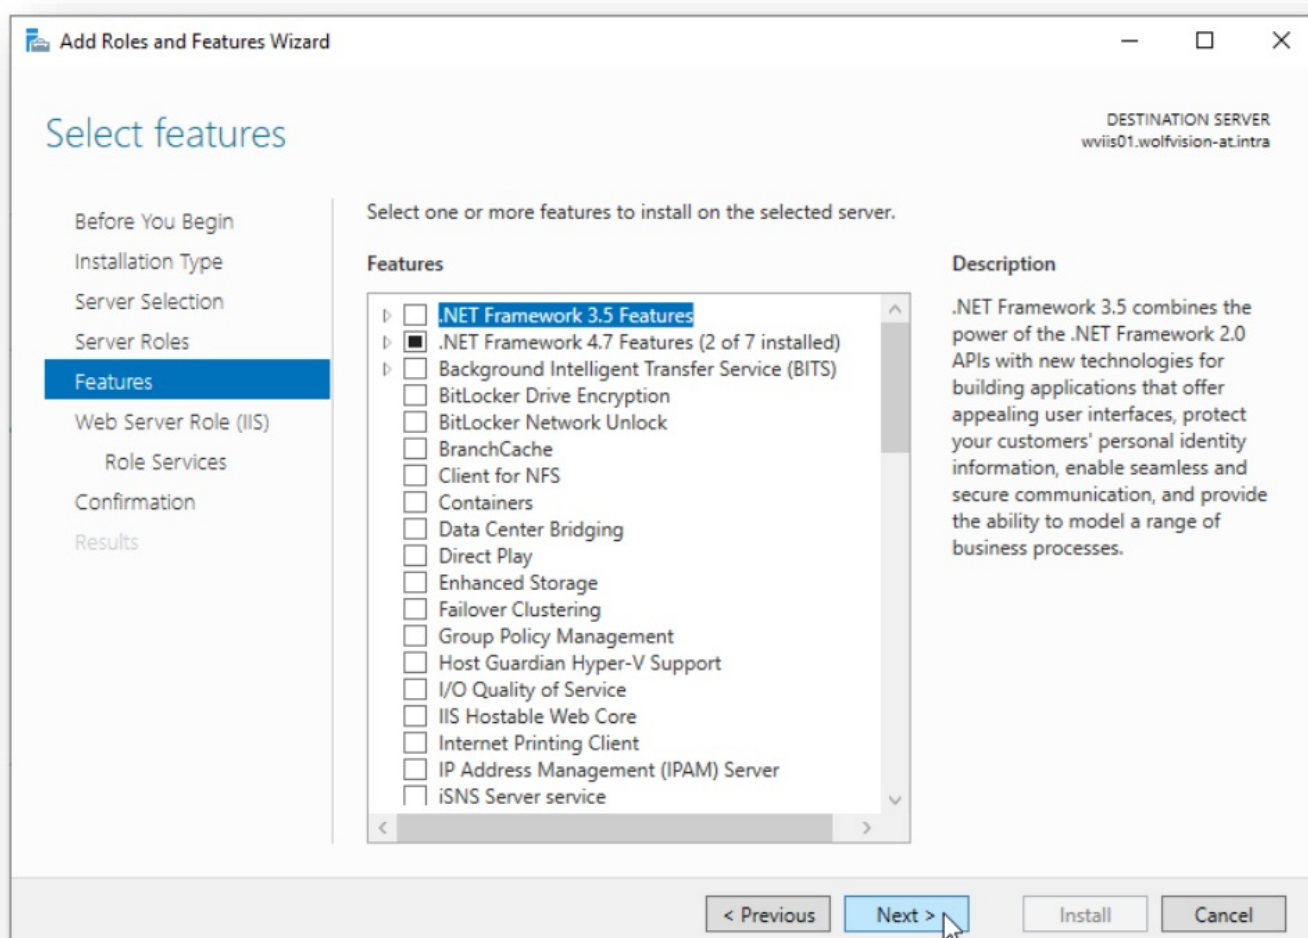 Add Roles and Features Wizard
Select features
DESTINATION SERVER
wviis01.wolfvision-at.intra
Before You Begin
Installation Type
Server Selection
Server Roles
Features
Web Server Role (IIS)
Role Services
Confirmation
Results
Select one or more features to install on the selected server.
Features
.NET Framework 3.5 Features
.NET Framework 4.7 Features (2 of 7 installed)
Background Intelligent Transfer Service (BITS)
BitLocker Drive Encryption
BitLocker Network Unlock
BranchCache
Client for NFS
Containers
Data Center Bridging
Direct Play
Enhanced Storage
Failover Clustering
Group Policy Management
Host Guardian Hyper-V Support
I/O Quality of Service
IIS Hostable Web Core
Internet Printing Client
IP Address Management (IPAM) Server
iSNS Server service
Description
.NET Framework 3.5 combines the
power of the .NET Framework 2.0
APIs with new technologies for
building applications that offer
appealing user interfaces, protect
your customers' personal identity
information, enable seamless and
secure communication, and provide
the ability to model a range of
business processes.
< Previous
Next >
Install
Cancel